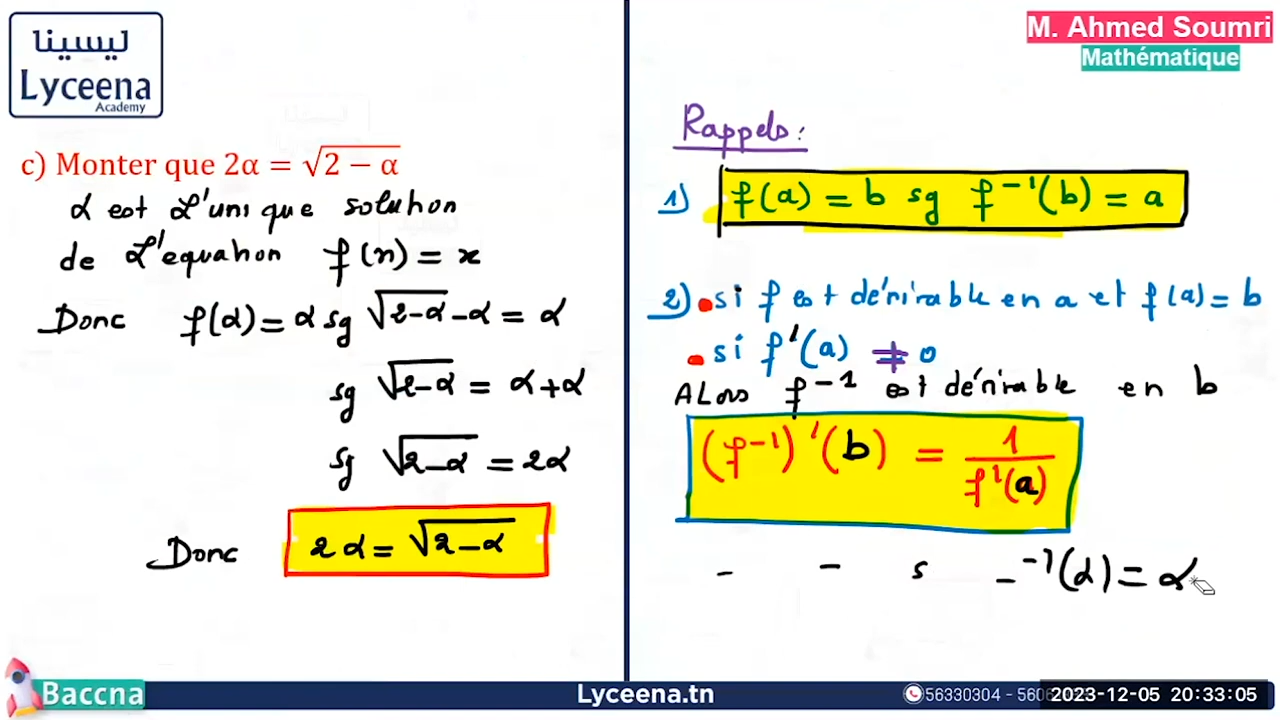 ليسينا
Lyceena
Academy
M. Ahmed Soumri
Mathématique
c) Monter que 2α = √(2 − α)
α est L'unique solution
de L'equation f(x) = x
Donc f(α) = α sg √(2−α) − α = α
sg √(2−α) = α + α
sg √(2−α) = 2α
Donc 2α = √(2−α)
Rappels :
1) f(a) = b sg f⁻¹(b) = a
2) • si f est dérivable en a et f(a) = b
• si f'(a) ≠ 0
ALors f⁻¹ est dérivable en b
(f⁻¹)'(b) = 1 / f'(a)
⁻¹(α) = α
Baccna
Lyceena.tn
56330304 - 560
2023-12-05 20:33:05